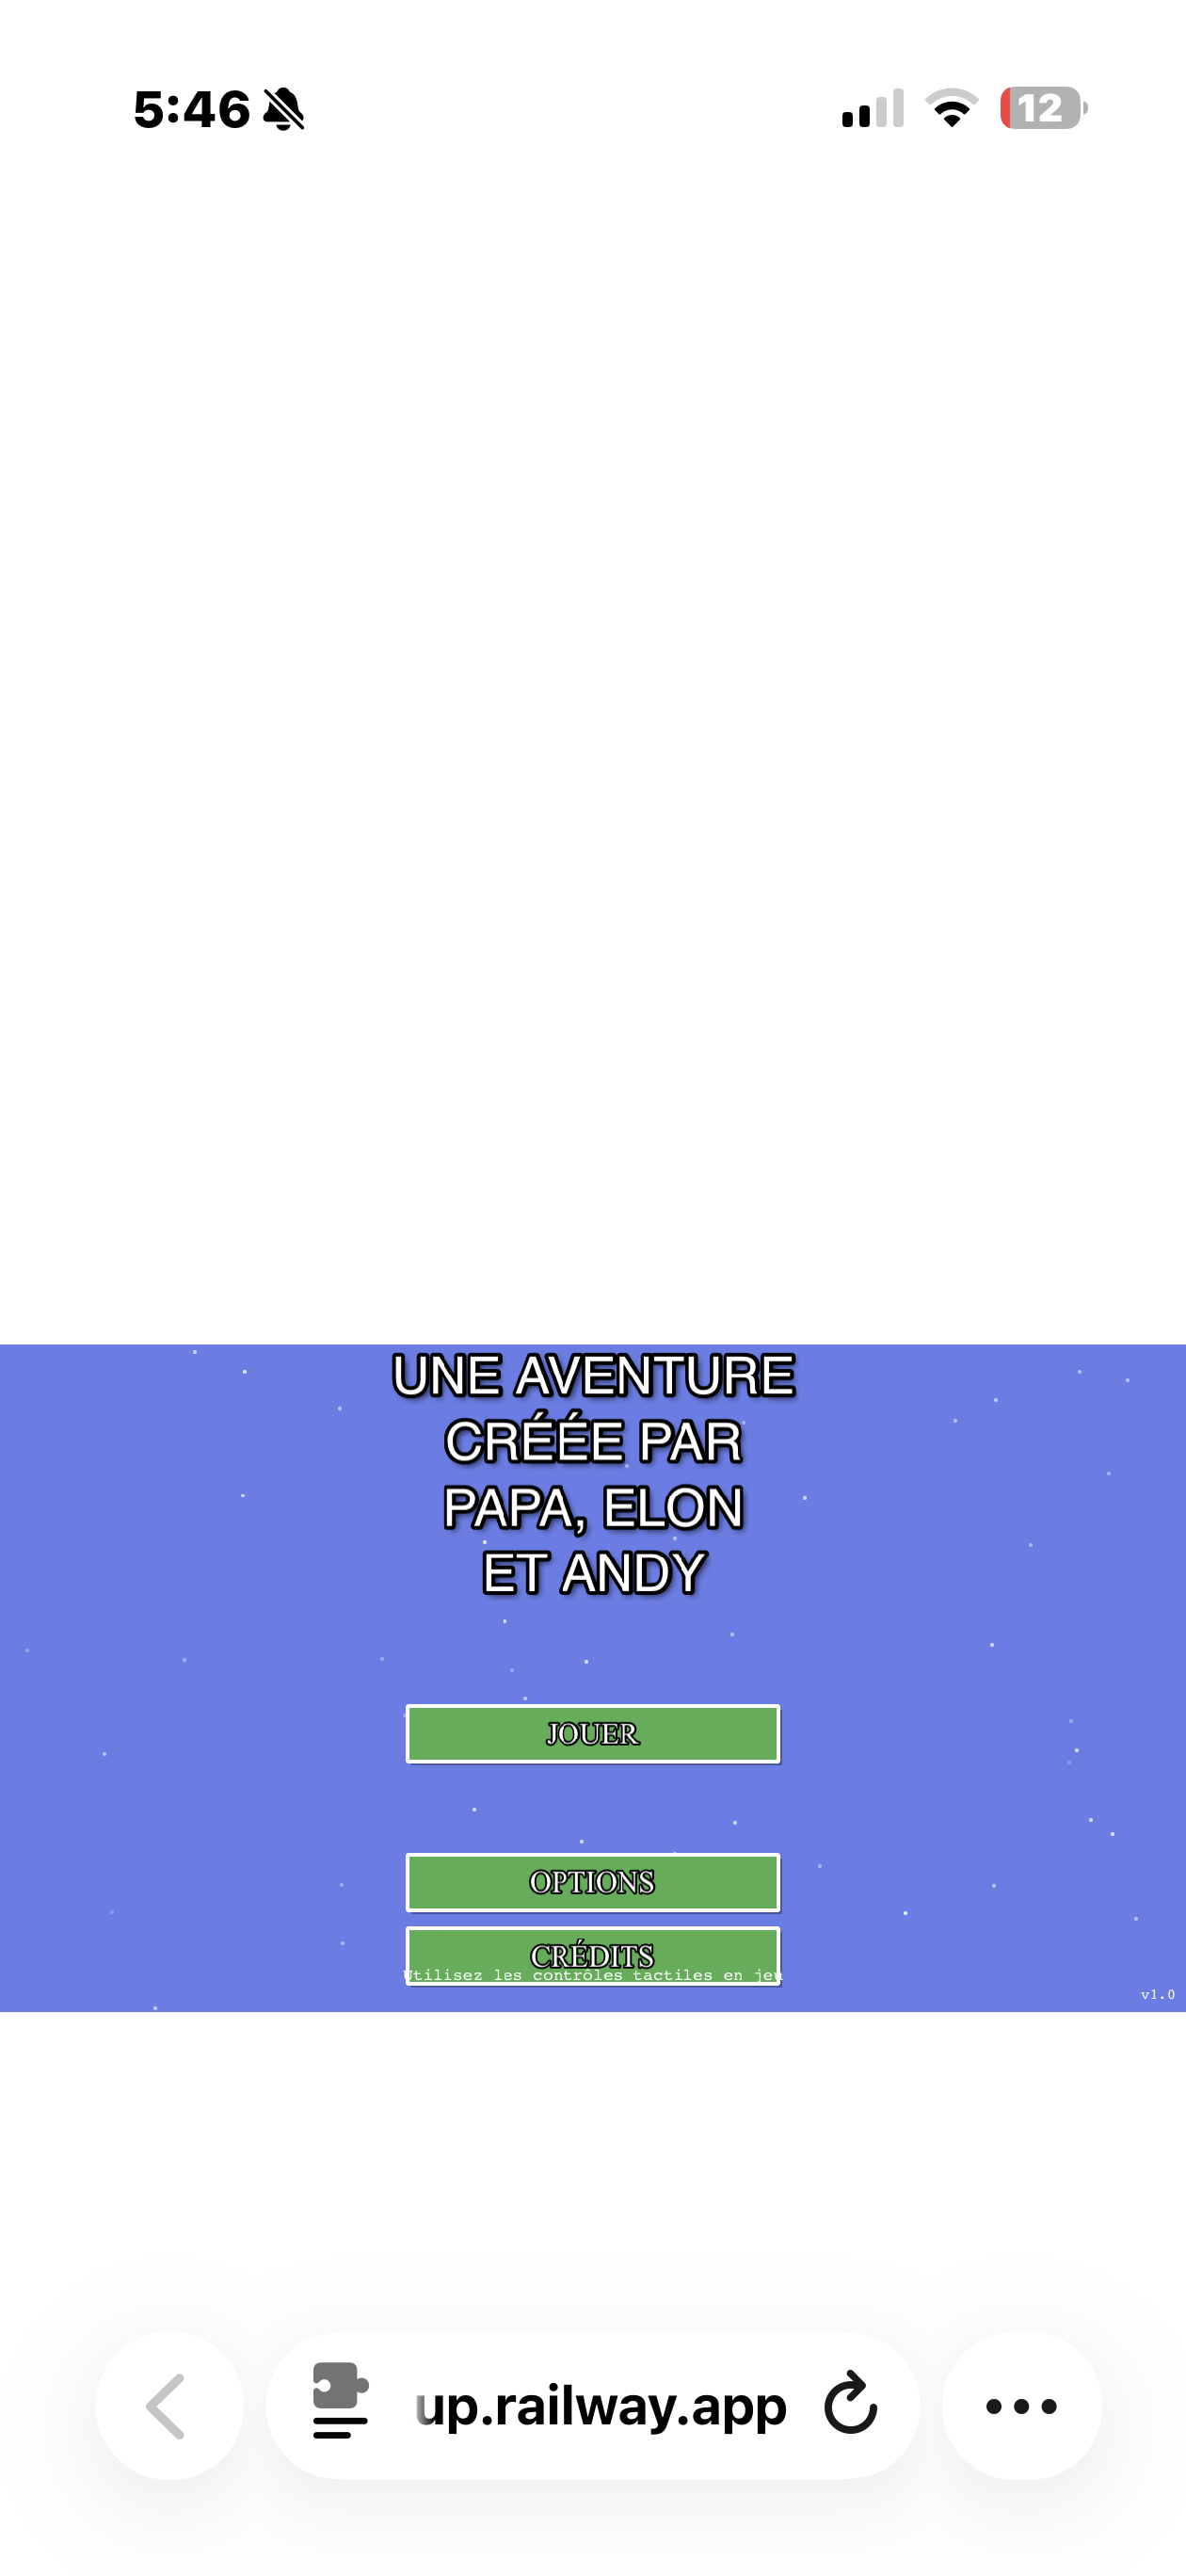 5:46
12
UNE AVENTURE
CRÉÉE PAR
PAPA, ELON
ET ANDY
JOUER
OPTIONS
CRÉDITS
Utilisez les contrôles tactiles en jeu
v1.0
up.railway.app